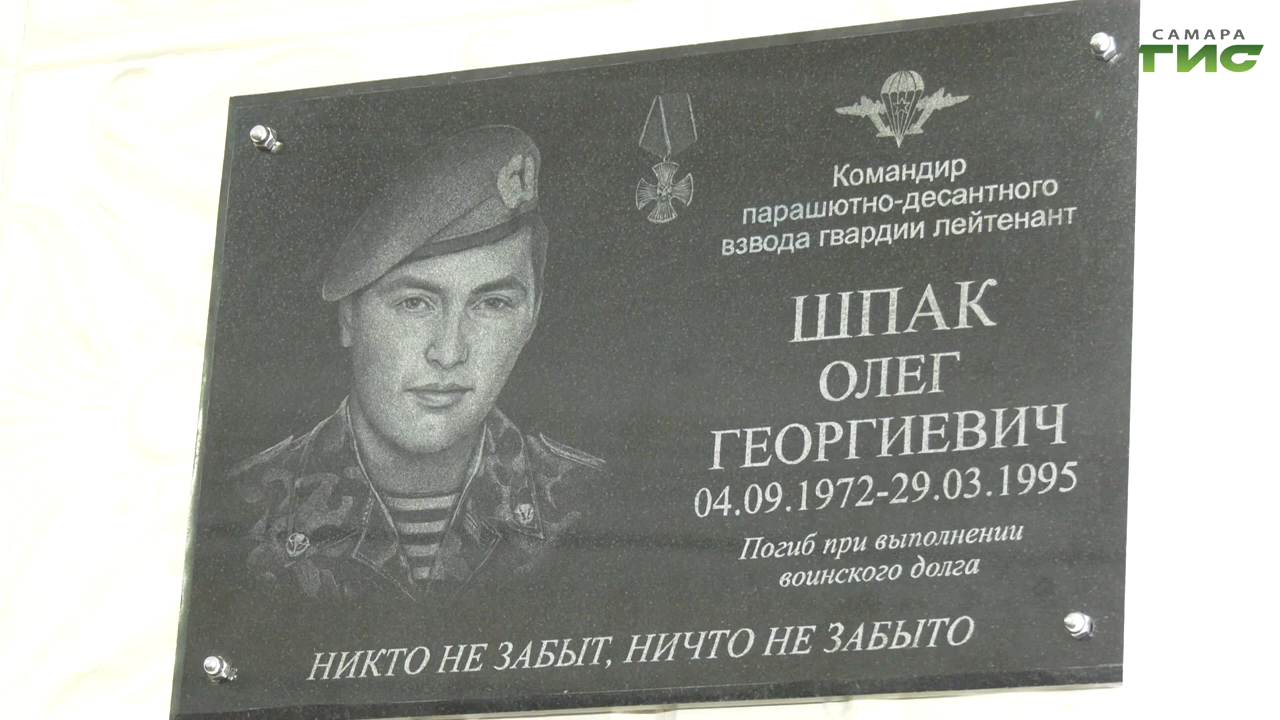 САМАРА
ГИС
Командир
парашютно-десантного
взвода гвардии лейтенант
ШПАК
ОЛЕГ
ГЕОРГИЕВИЧ
04.09.1972-29.03.1995
Погиб при выполнении
воинского долга
НИКТО НЕ ЗАБЫТ, НИЧТО НЕ ЗАБЫТО